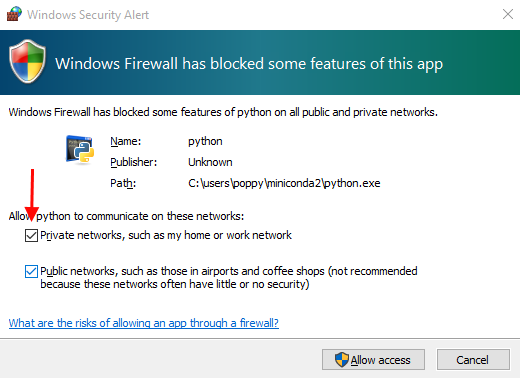 Windows Security Alert
Windows Firewall has blocked some features of this app
Windows Firewall has blocked some features of python on all public and private networks.
Name: python
Publisher: Unknown
Path: C:\users\poppy\miniconda2\python.exe
Allow python to communicate on these networks:
Private networks, such as my home or work network
Public networks, such as those in airports and coffee shops (not recommended
because these networks often have little or no security)
What are the risks of allowing an app through a firewall?
Allow access Cancel